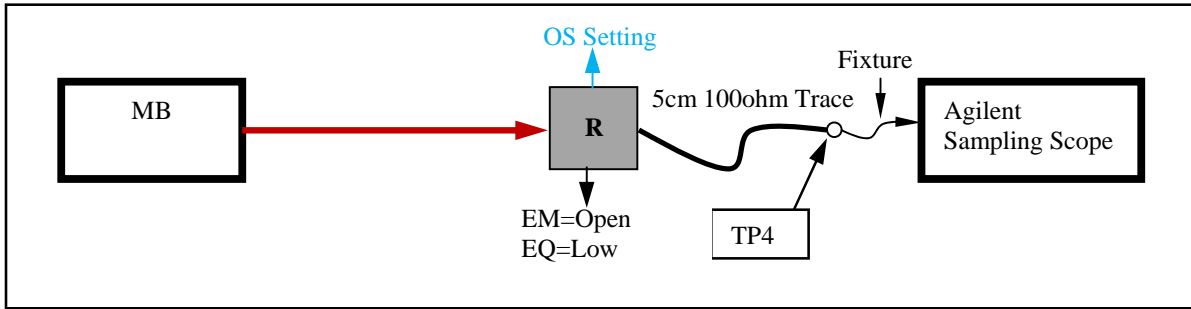 OS Setting
Fixture
MB
5cm 100ohm Trace
R
Agilent
Sampling Scope
EM=Open
EQ=Low
TP4